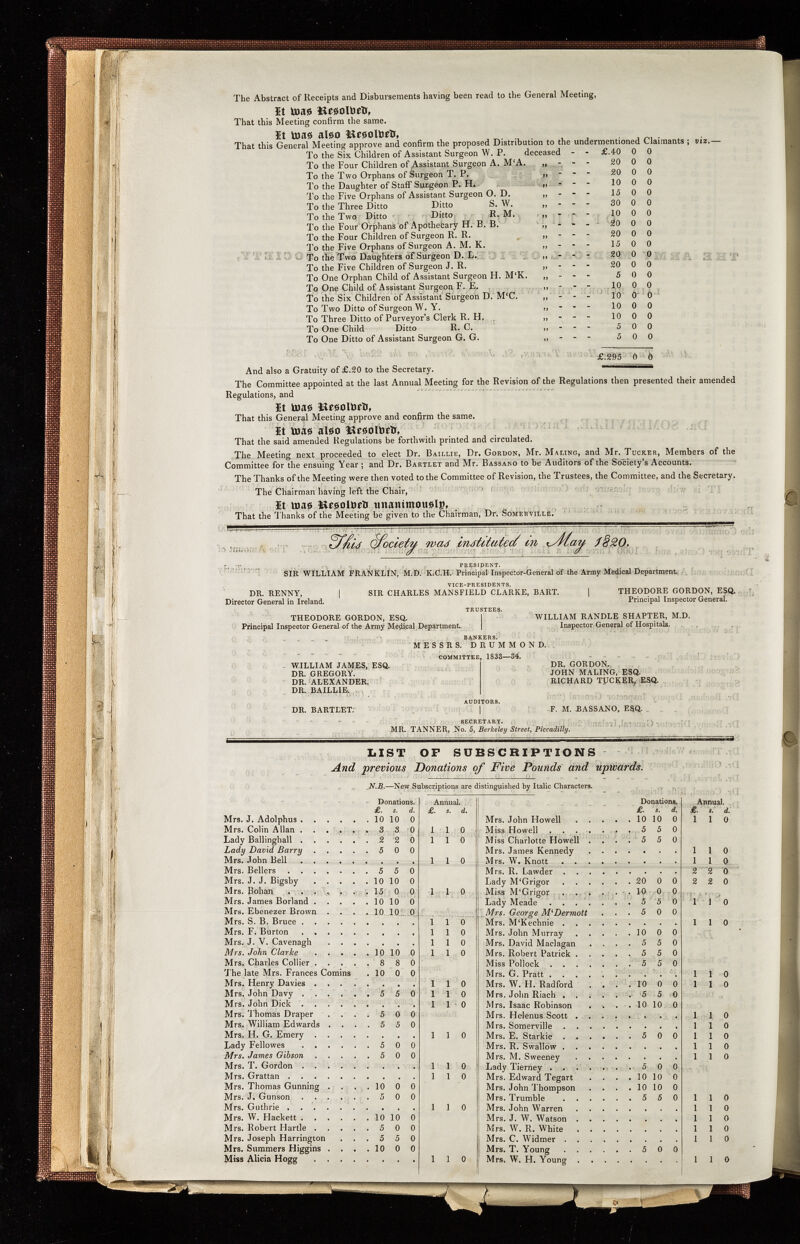 The Abstract of Receipts and Disbursements having been read to the General Meeting,
It was Resolved,
That this Meeting confirm the same.
It was also Resolved,
That this General Meeting approve and confirm the proposed Distribution to the undermentioned Claimants ; viz.—
To the Six Children of Assistant Surgeon W. P. deceased - - £.40 0 0
To the Four Children of Assistant Surgeon A. M'A. „ - - - 20 0 0
To the Two Orphans of Surgeon T. P. „ - - - 20 0 0
To the Daughter of Staff Surgeon P. H. „ - - - 10 0 0
To the Five Orphans of Assistant Surgeon O. D. „ - - - 15 0 0
To the Three Ditto Ditto S. W. „ - - - 30 0 0
To the Two Ditto Ditto R. M. „ - - - 10 0 0
To the Four Orphans of Apothecary H. B. B. „ - - - 20 0 0
To the Four Children of Surgeon R. R. „ - - - 20 0 0
To the Five Orphans of Surgeon A. M. K. „ - - - 15 0 0
To the Two Daughters of Surgeon D. L. „ - - - 20 0 0
To the Five Children of Surgeon J. R. „ - - - 20 0 0
To One Orphan Child of Assistant Surgeon H. M'K. „ - - - 5 0 0
To One Child of Assistant Surgeon F. E. „ - - - 10 0 0
To the Six Children of Assistant Surgeon D. M'C. „ - - - 10 0 0
To Two Ditto of Surgeon W. Y. „ - - - 10 0 0
To Three Ditto of Purveyor's Clerk R. H. „ - - - 10 0 0
To One Child Ditto R. C. „ - - - 5 0 0
To One Ditto of Assistant Surgeon G. G. „ - - - 5 0 0
£.295 0 0
And also a Gratuity of £.20 to the Secretary.
The Committee appointed at the last Annual Meeting for the Revision of the Regulations then presented their amended
Regulations, and
It was Resolved,
That this General Meeting approve and confirm the same.
It was also Resolved,
That the said amended Regulations be forthwith printed and circulated.
The Meeting next proceeded to elect Dr. Baillie, Dr. Gordon, Mr. Maling, and Mr. Tucker, Members of the
Committee for the ensuing Year ; and Dr. Bartlet and Mr. Bassano to be Auditors of the Society's Accounts.
The Thanks of the Meeting were then voted to the Committee of Revision, the Trustees, the Committee, and the Secretary.
The Chairman having left the Chair,
It was Resolved unanimously,
That the Thanks of the Meeting be given to the Chairman, Dr. Somerville.
This Society was instituted in May 1820.
PRESIDENT.
SIR WILLIAM FRANKLIN, M.D. K.C.H. Principal Inspector-General of the Army Medical Department.
VICE-PRESIDENTS.
DR. RENNY, | SIR CHARLES MANSFIELD CLARKE, BART. | THEODORE GORDON, ESQ.
Director General in Ireland. Principal Inspector General.
TRUSTEES.
THEODORE GORDON, ESQ. | WILLIAM RANDLE SHAPTER, M.D.
Principal Inspector General of the Army Medical Department. Inspector General of Hospitals.
BANKERS.
MESSRS. DRUMMOND.
COMMITTEE, 1833—34.
WILLIAM JAMES, ESQ. DR. GORDON.
DR. GREGORY. JOHN MALING, ESQ.
DR. ALEXANDER. RICHARD TUCKER, ESQ.
DR. BAILLIE.
AUDITORS.
DR. BARTLET. | F. M. BASSANO, ESQ.
SECRETARY.
MR. TANNER, No. 5, Berkeley Street, Piccadilly.
LIST OF SUBSCRIPTIONS
And previous Donations of Five Pounds and upwards.
N.B.—New Subscriptions are distinguished by Italic Characters.
Donations. Annual.
£. s. d. £. s. d.
Mrs. J. Adolphus . . . . . . 10 10 0
Mrs. Colin Allan . . . . . . 3 3 0 1 1 0
Lady Ballinghall . . . . . . 2 2 0 1 1 0
Lady David Barry . . . . . 5 0 0
Mrs. John Bell . . . . . . 1 1 0
Mrs. Bellers . . . . . . . 5 5 0
Mrs. J. J. Bigsby . . . . . 10 10 0
Mrs. Bohan . . . . . . . 15 0 0 1 1 0
Mrs. James Borland . . . . . 10 10 0
Mrs. Ebenezer Brown . . . . 10 10 0
Mrs. S. B. Bruce . . . . . . 1 1 0
Mrs. F. Burton . . . . . . 1 1 0
Mrs. J. V. Cavenagh . . . . . 1 1 0
Mrs. John Clarke . . . . . 10 10 0 1 1 0
Mrs. Charles Collier . . . . . 8 8 0
The late Mrs. Frances Comins . 10 0 0
Mrs. Henry Davies . . . . . 1 1 0
Mrs. John Davy . . . . . . 5 5 0 1 1 0
Mrs. John Dick . . . . . . 1 1 0
Mrs. Thomas Draper . . . . 5 0 0
Mrs. William Edwards . . . . 5 5 0
Mrs. H. G. Emery . . . . . 1 1 0
Lady Fellowes . . . . . . 5 0 0
Mrs. James Gibson . . . . . 5 0 0
Mrs. T. Gordon . . . . . . 1 1 0
Mrs. Grattan . . . . . . . 1 1 0
Mrs. Thomas Gunning . . . . 10 0 0
Mrs. J. Gunson . . . . . . 5 0 0
Mrs. Guthrie . . . . . . . 1 1 0
Mrs. W. Hackett . . . . . . 10 10 0
Mrs. Robert Hartle . . . . . 5 0 0
Mrs. Joseph Harrington . . . 5 5 0
Mrs. Summers Higgins . . . . 10 0 0
Miss Alicia Hogg . . . . . 1 1 0
Donations. Annual.
£. s. d. £. s. d.
Mrs. John Howell . . . . . 10 10 0 1 1 0
Miss Howell . . . . . . . 5 5 0
Miss Charlotte Howell . . . . 5 5 0
Mrs. James Kennedy . . . . 1 1 0
Mrs. W. Knott . . . . . . 1 1 0
Mrs. R. Lawder . . . . . . 2 2 0
Lady M'Grigor . . . . . . 20 0 0 2 2 0
Miss M'Grigor . . . . . . 10 0 0
Lady Meade . . . . . . . 5 5 0 1 1 0
Mrs. George M'Dermott . . . 5 0 0
Mrs. M'Kechnie . . . . . . 1 1 0
Mrs. John Murray . . . . . 10 0 0
Mrs. David Maclagan . . . . 5 5 0
Mrs. Robert Patrick . . . . . 5 5 0
Miss Pollock . . . . . . . 5 5 0
Mrs. G. Pratt . . . . . . . 1 1 0
Mrs. W. H. Radford . . . . 10 0 0 1 1 0
Mrs. John Riach . . . . . . 5 5 0
Mrs. Isaac Robinson . . . . 10 10 0
Mrs. Helenus Scott . . . . . 1 1 0
Mrs. Somerville . . . . . . 1 1 0
Mrs. E. Starkie . . . . . . 5 0 0 1 1 0
Mrs. R. Swallow . . . . . . 1 1 0
Mrs. M. Sweeney . . . . . 1 1 0
Lady Tierney . . . . . . . 5 0 0
Mrs. Edward Tegart . . . . 10 10 0
Mrs. John Thompson . . . . 10 10 0
Mrs. Trumble . . . . . . 5 5 0 1 1 0
Mrs. John Warren . . . . . 1 1 0
Mrs. J. W. Watson . . . . . 1 1 0
Mrs. W. R. White . . . . . 1 1 0
Mrs. C. Widmer . . . . . . 1 1 0
Mrs. T. Young . . . . . . 5 0 0
Mrs. W. H. Young . . . . . 1 1 0